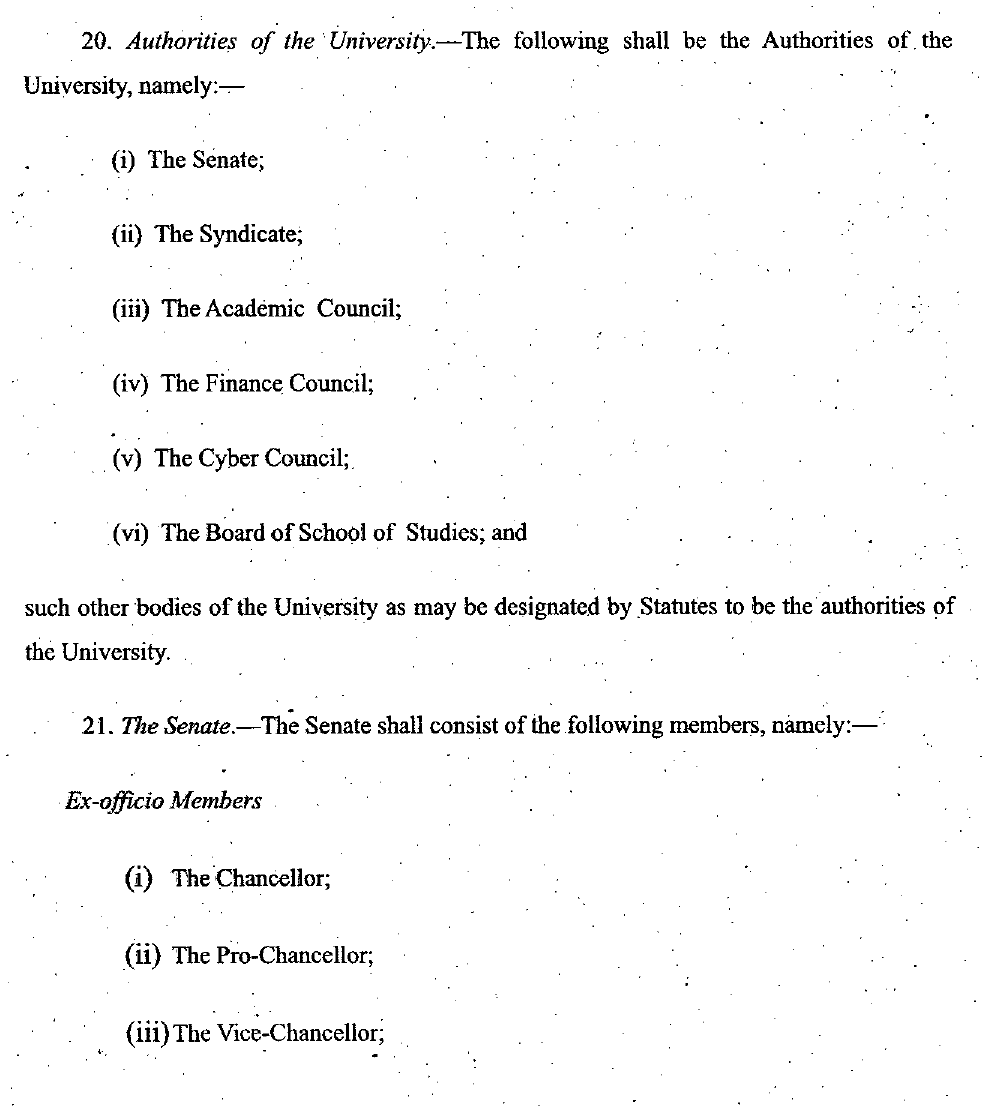 20. Authorities of the University.—The following shall be the Authorities of the
University, namely:—
(i) The Senate;
(ii) The Syndicate;
(iii) The Academic Council;
(iv) The Finance Council;
(v) The Cyber Council;
(vi) The Board of School of Studies; and
such other bodies of the University as may be designated by Statutes to be the authorities of
the University.
21. The Senate.—The Senate shall consist of the following members, namely:—
Ex-officio Members
(i) The Chancellor;
(ii) The Pro-Chancellor;
(iii) The Vice-Chancellor;